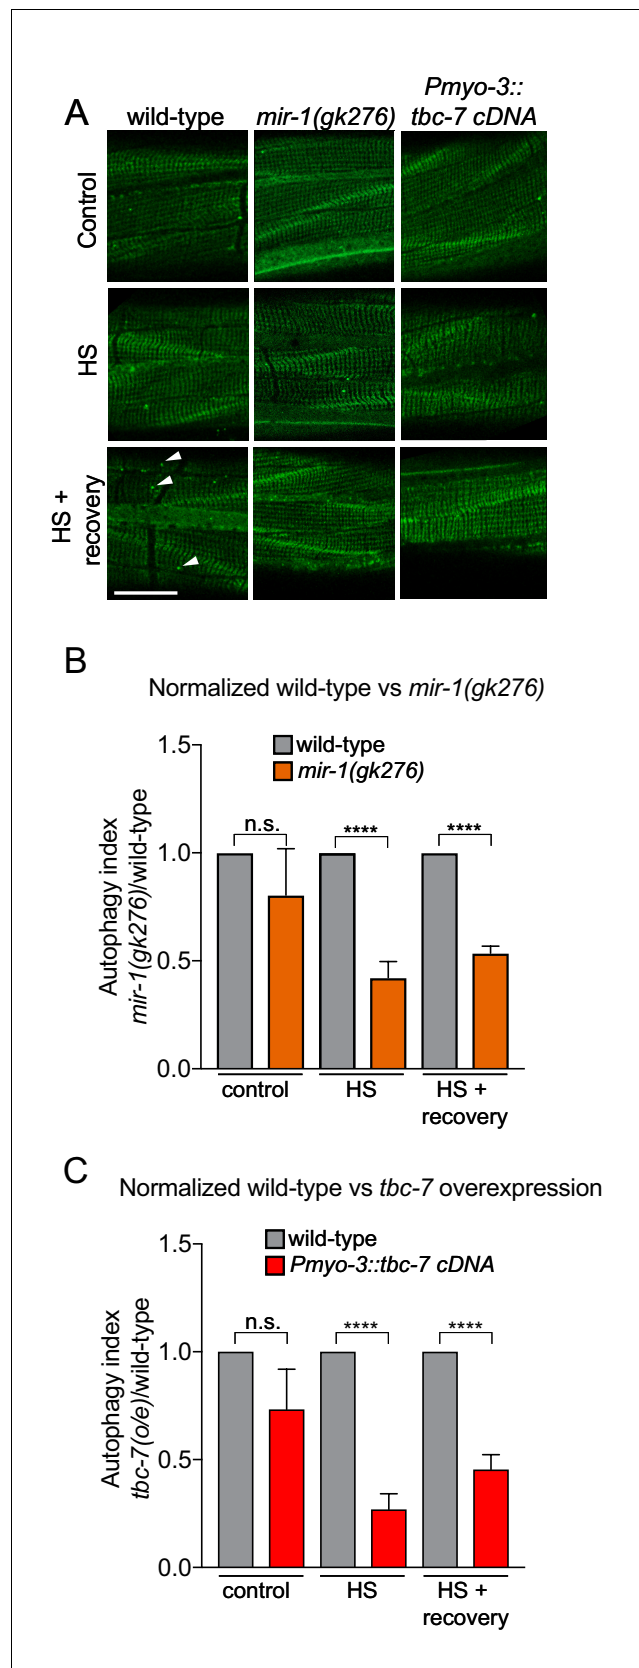 A
wild-type
mir-1(gk276)
Pmyo-3::
tbc-7 cDNA
Control
HS
HS +
recovery
B
Normalized wild-type vs mir-1(gk276)
wild-type
mir-1(gk276)
Autophagy index
mir-1(gk276)/wild-type
1.5
1.0
0.5
0.0
n.s.
****
****
control
HS
HS +
recovery
C
Normalized wild-type vs tbc-7 overexpression
wild-type
Pmyo-3::tbc-7 cDNA
Autophagy index
tbc-7(o/e)/wild-type
1.5
1.0
0.5
0.0
n.s.
****
****
control
HS
HS +
recovery